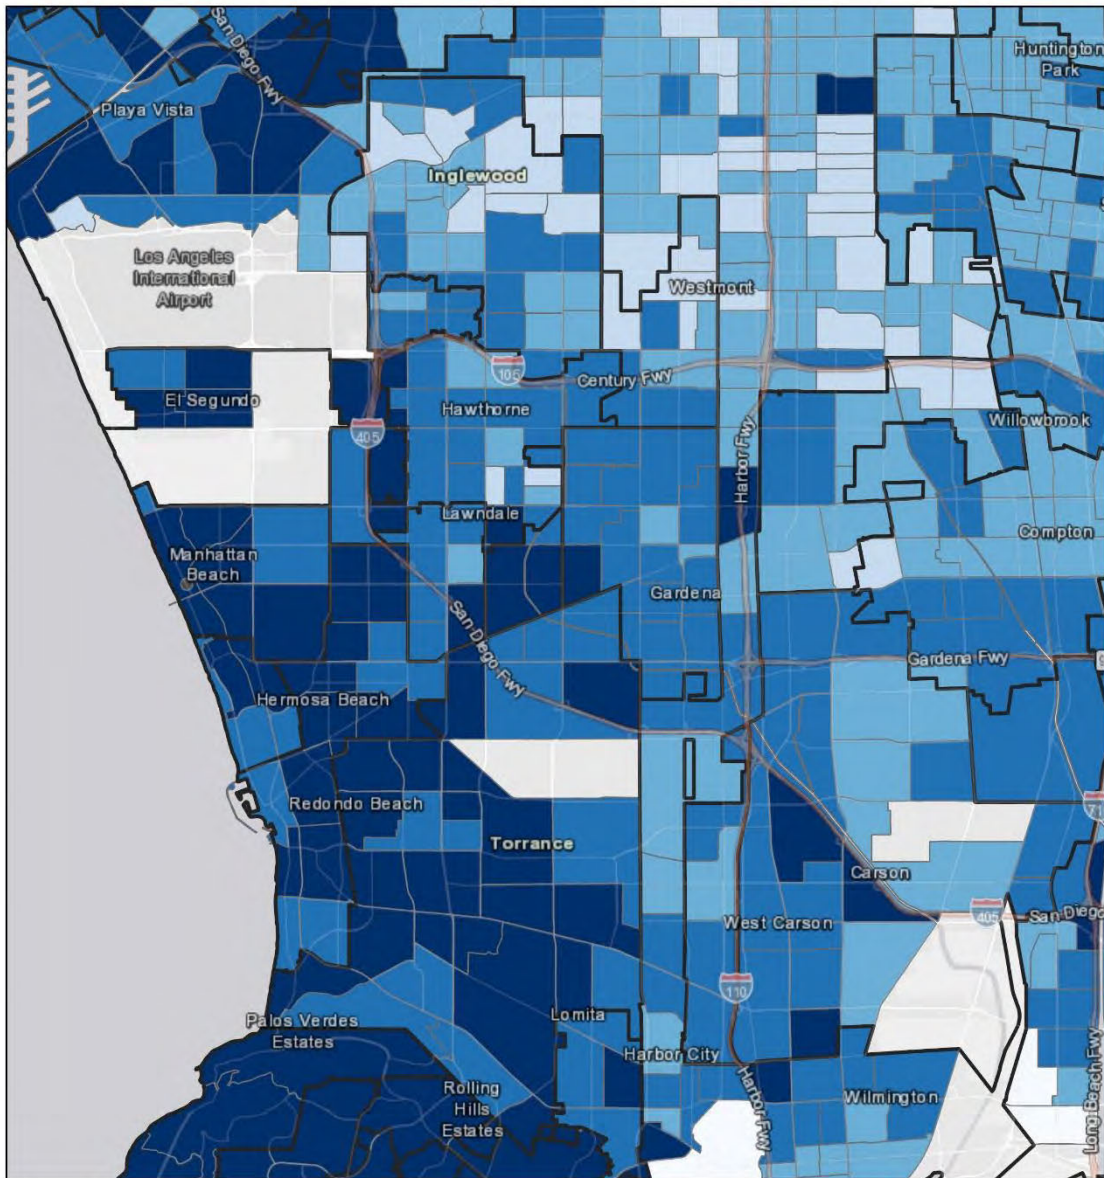 San Diego Fwy
Huntington
Park
Playa Vista
Inglewood
Los Angeles
International
Airport
Westmont
105
Century Fwy
El Segundo
Hawthorne
405
Harbor Fwy
Willowbrook
Lawndale
Compton
Manhattan
Beach
Gardena
San Diego Fwy
Gardena Fwy
Hermosa Beach
Redondo Beach
71
Torrance
Carson
West Carson
405
San Diego
110
Lomita
Palos Verdes
Estates
Harbor City
Rolling
Hills
Estates
Harbor Fwy
Wilmington
Long Beach Fwy